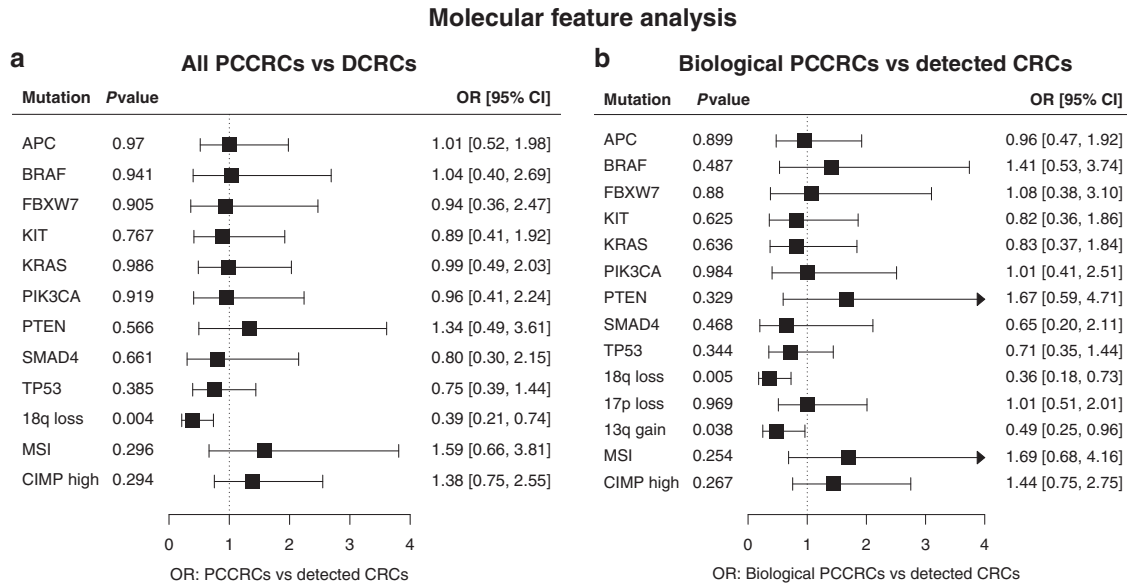 Molecular feature analysis
a
All PCCRCs vs DCRCs
Mutation Pvalue OR [95% CI]
APC 0.97 1.01 [0.52, 1.98]
BRAF 0.941 1.04 [0.40, 2.69]
FBXW7 0.905 0.94 [0.36, 2.47]
KIT 0.767 0.89 [0.41, 1.92]
KRAS 0.986 0.99 [0.49, 2.03]
PIK3CA 0.919 0.96 [0.41, 2.24]
PTEN 0.566 1.34 [0.49, 3.61]
SMAD4 0.661 0.80 [0.30, 2.15]
TP53 0.385 0.75 [0.39, 1.44]
18q loss 0.004 0.39 [0.21, 0.74]
MSI 0.296 1.59 [0.66, 3.81]
CIMP high 0.294 1.38 [0.75, 2.55]
0 1 2 3 4
OR: PCCRCs vs detected CRCs
b
Biological PCCRCs vs detected CRCs
Mutation Pvalue OR [95% CI]
APC 0.899 0.96 [0.47, 1.92]
BRAF 0.487 1.41 [0.53, 3.74]
FBXW7 0.88 1.08 [0.38, 3.10]
KIT 0.625 0.82 [0.36, 1.86]
KRAS 0.636 0.83 [0.37, 1.84]
PIK3CA 0.984 1.01 [0.41, 2.51]
PTEN 0.329 1.67 [0.59, 4.71]
SMAD4 0.468 0.65 [0.20, 2.11]
TP53 0.344 0.71 [0.35, 1.44]
18q loss 0.005 0.36 [0.18, 0.73]
17p loss 0.969 1.01 [0.51, 2.01]
13q gain 0.038 0.49 [0.25, 0.96]
MSI 0.254 1.69 [0.68, 4.16]
CIMP high 0.267 1.44 [0.75, 2.75]
0 1 2 3 4
OR: Biological PCCRCs vs detected CRCs